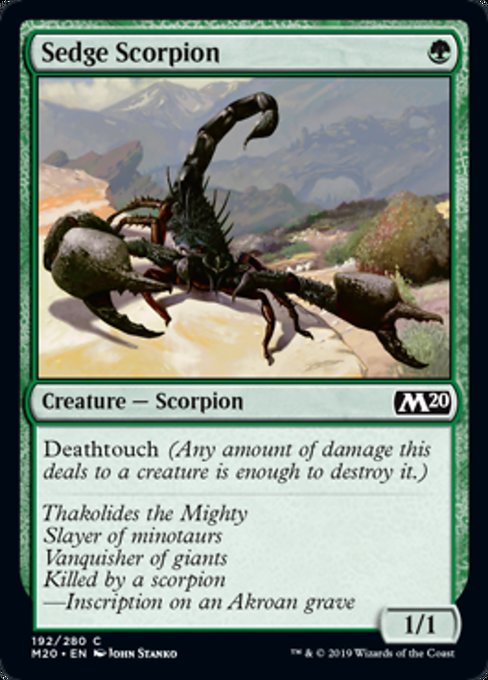 Sedge Scorpion
Creature — Scorpion
M20
Deathtouch (Any amount of damage this
deals to a creature is enough to destroy it.)
Thakolides the Mighty
Slayer of minotaurs
Vanquisher of giants
Killed by a scorpion
—Inscription on an Akroan grave
1/1
192/280 C
M20 • EN John Stanko
™ & © 2019 Wizards of the Coast